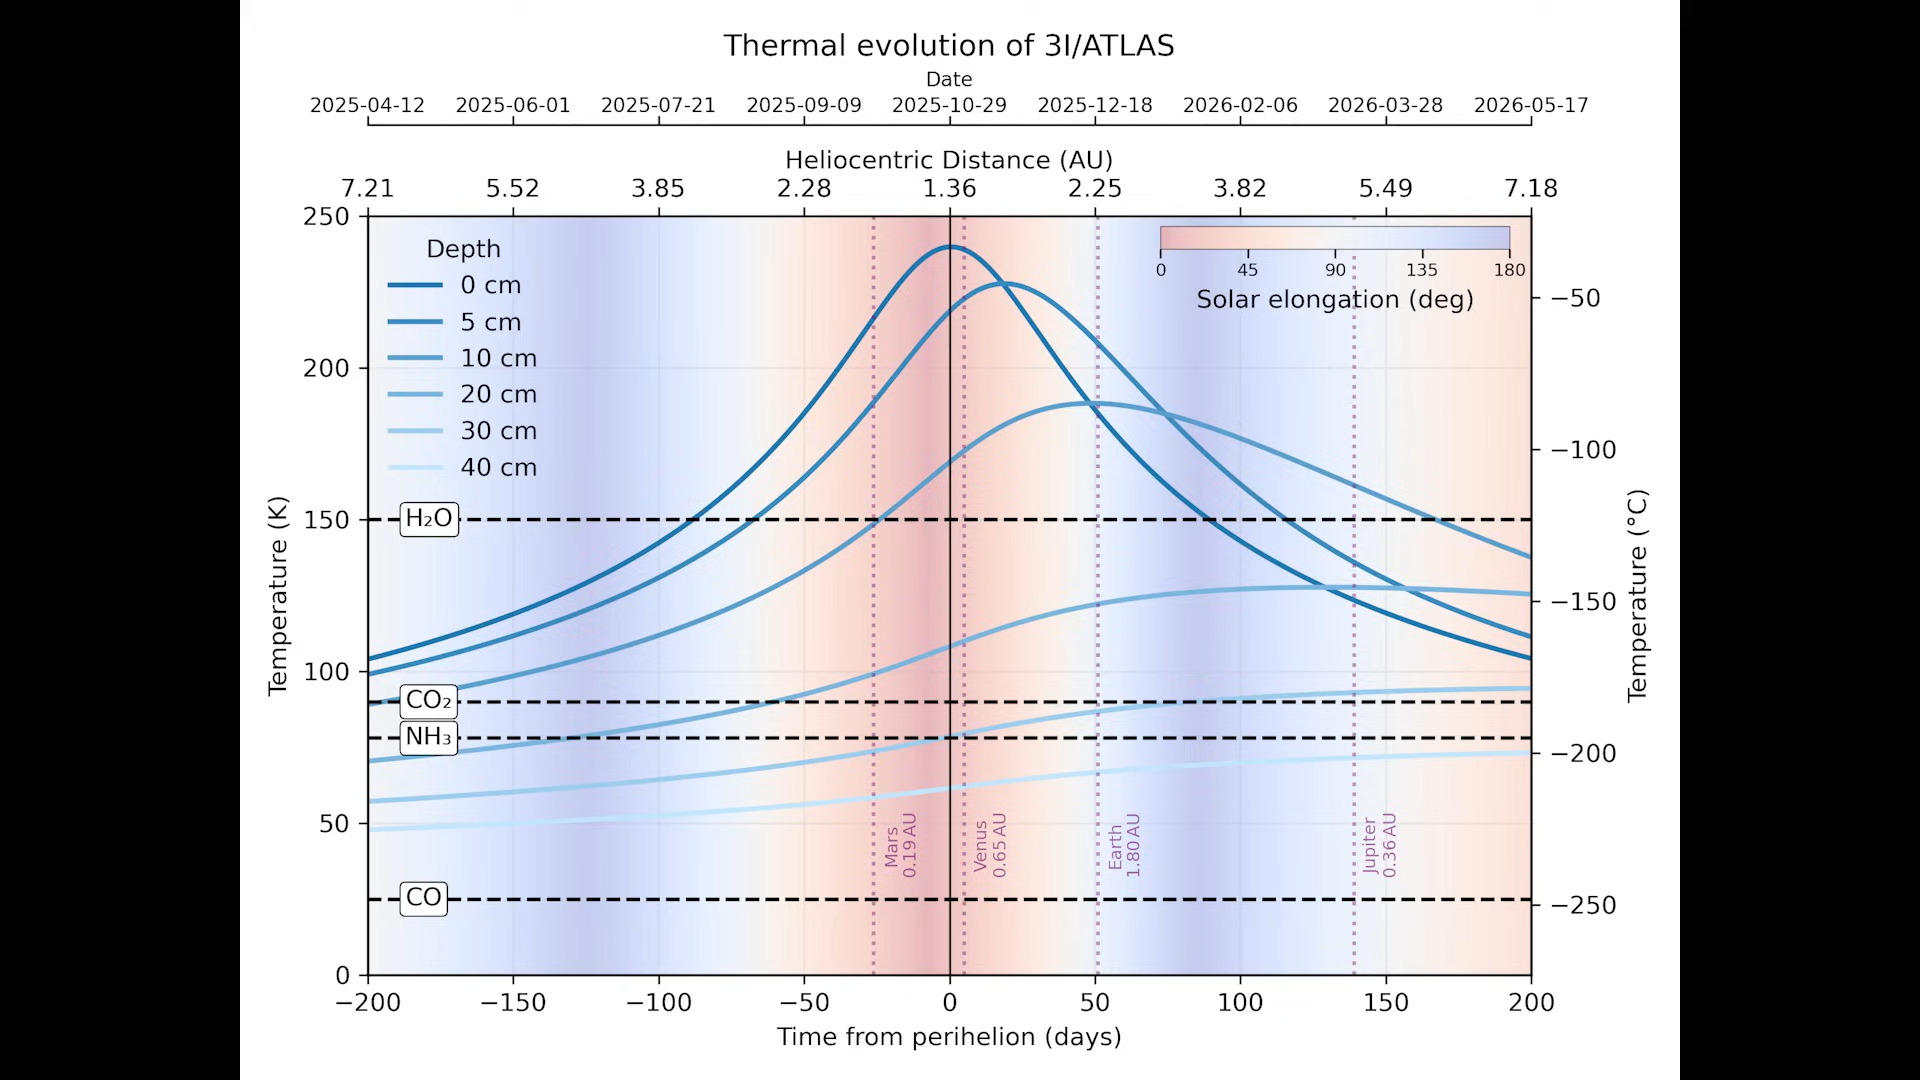 Thermal evolution of 3I/ATLAS
Date
2025-04-12 2025-06-01 2025-07-21 2025-09-09 2025-10-29 2025-12-18 2026-02-06 2026-03-28 2026-05-17
Heliocentric Distance (AU)
7.21 5.52 3.85 2.28 1.36 2.25 3.82 5.49 7.18
250
200
150
100
50
0
Temperature (K)
Depth
0 cm
5 cm
10 cm
20 cm
30 cm
40 cm
0 45 90 135 180
Solar elongation (deg)
H₂O
CO₂
NH₃
CO
Mars
0.19 AU
Venus
0.65 AU
Earth
1.80 AU
Jupiter
0.36 AU
−50
−100
−150
−200
−250
Temperature (°C)
−200 −150 −100 −50 0 50 100 150 200
Time from perihelion (days)